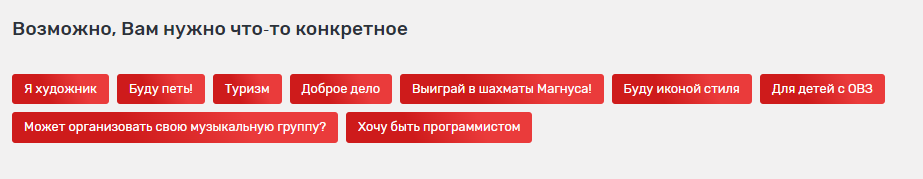 Возможно, Вам нужно что-то конкретное
Я художник Буду петь! Туризм Доброе дело Выиграй в шахматы Магнуса! Буду иконой стиля Для детей с ОВЗ
Может организовать свою музыкальную группу? Хочу быть программистом